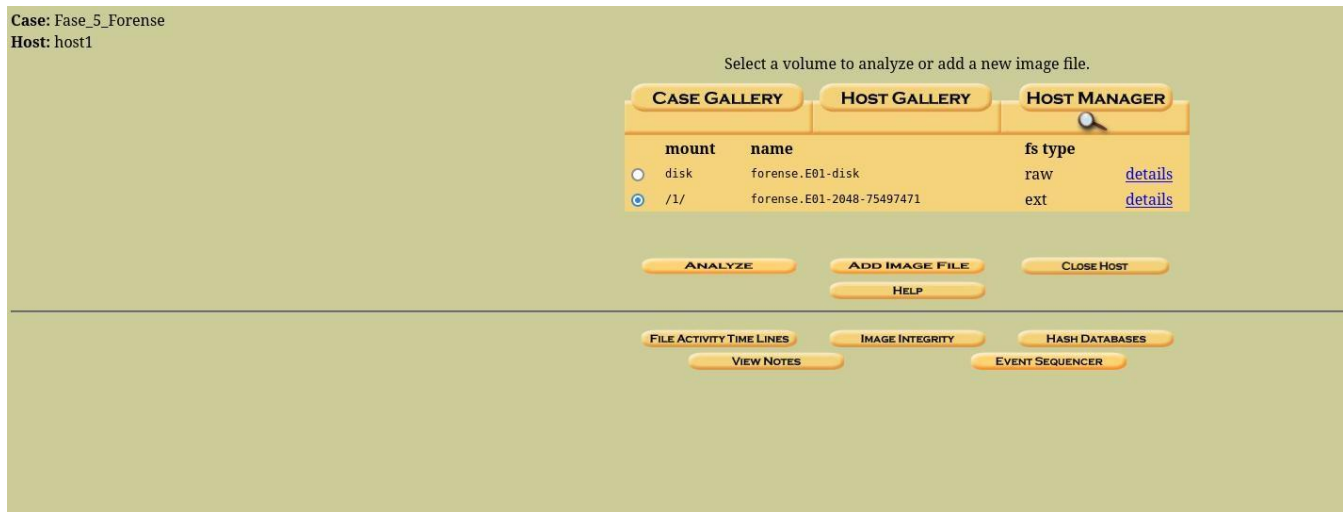 Case: Fase_5_Forense
Host: host1
Select a volume to analyze or add a new image file.
CASE GALLERY HOST GALLERY HOST MANAGER
mount name fs type
disk forense.E01-disk raw details
/1/ forense.E01-2048-75497471 ext details
ANALYZE ADD IMAGE FILE CLOSE HOST
HELP
FILE ACTIVITY TIME LINES IMAGE INTEGRITY HASH DATABASES
VIEW NOTES EVENT SEQUENCER